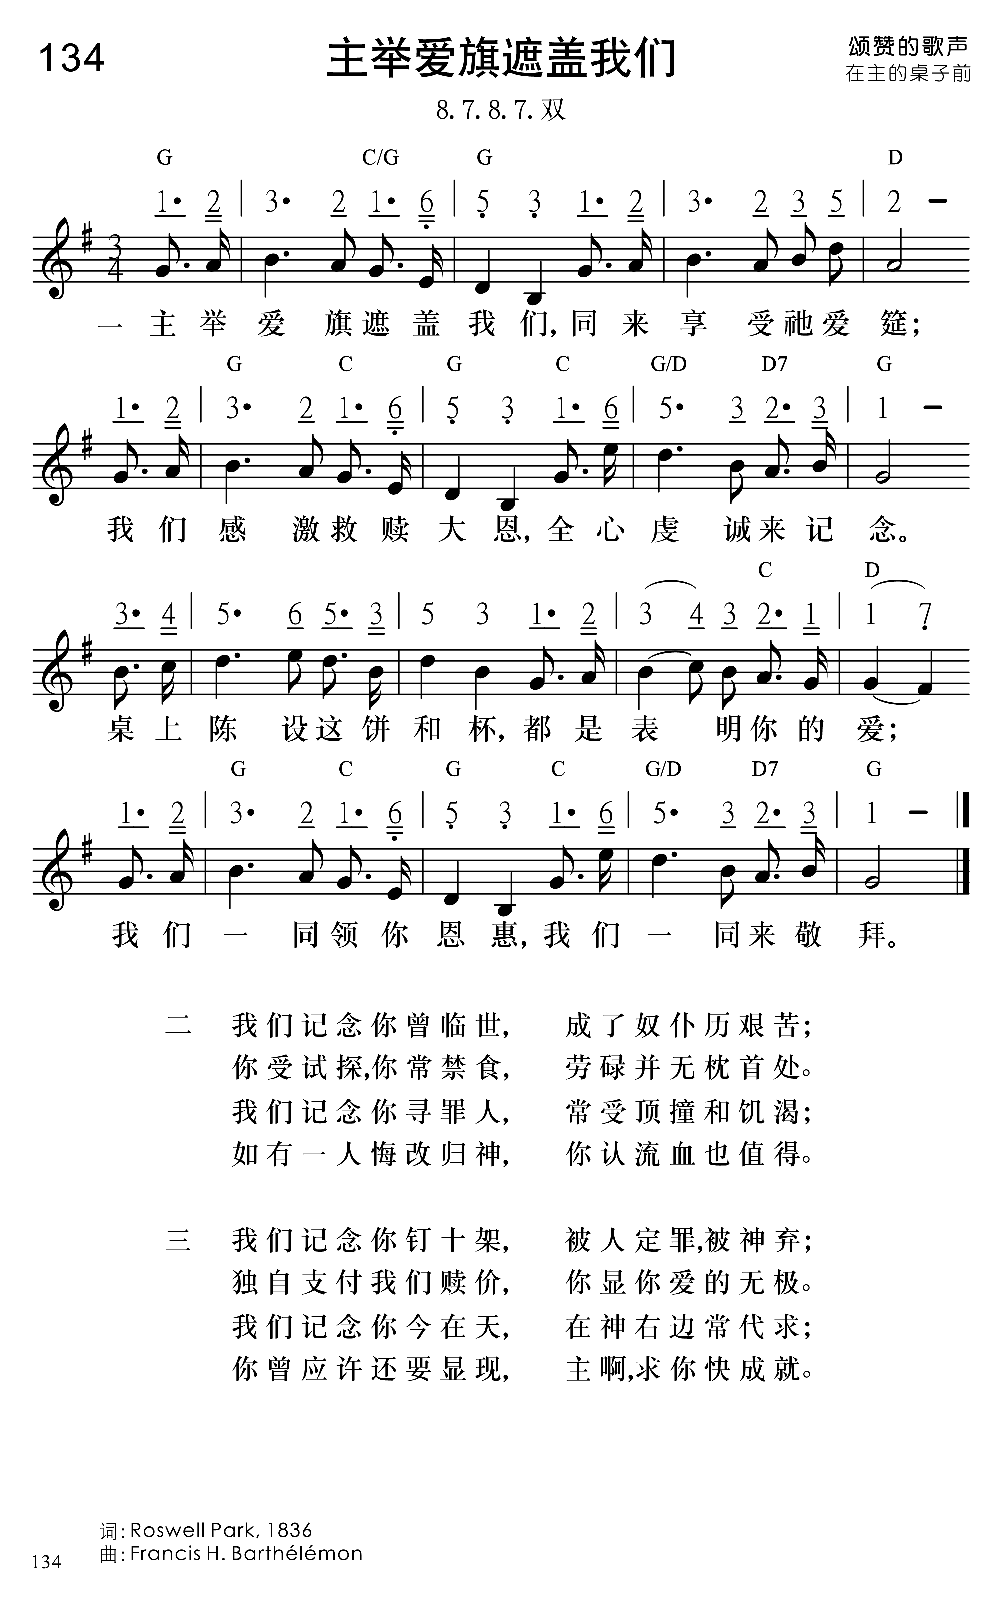 134
主举爱旗遮盖我们
颂赞的歌声
在主的桌子前
8. 7. 8. 7. 双
G C/G G D
1· 2 | 3· 2 1· 6 | 5 3 1· 2 | 3· 2 3 5 | 2 –
3
4
一 主 举 爱 旗 遮 盖 我 们, 同 来 享 受 祂 爱 筵;
G C G C G/D D7 G
1· 2 | 3· 2 1· 6 | 5 3 1· 6 | 5· 3 2· 3 | 1 –
我 们 感 激 救 赎 大 恩, 全 心 虔 诚 来 记 念。
C D
3· 4 | 5· 6 5· 3 | 5 3 1· 2 | 3 4 3 2· 1 | 1 7
桌 上 陈 设 这 饼 和 杯, 都 是 表 明 你 的 爱;
G C G C G/D D7 G
1· 2 | 3· 2 1· 6 | 5 3 1· 6 | 5· 3 2· 3 | 1 –
我 们 一 同 领 你 恩 惠, 我 们 一 同 来 敬 拜。
二 我们记念你曾临世, 成了奴仆历艰苦;
你受试探,你常禁食, 劳碌并无枕首处。
我们记念你寻罪人, 常受顶撞和饥渴;
如有一人悔改归神, 你认流血也值得。
三 我们记念你钉十架, 被人定罪,被神弃;
独自支付我们赎价, 你显你爱的无极。
我们记念你今在天, 在神右边常代求;
你曾应许还要显现, 主啊,求你快成就。
词: Roswell Park, 1836
曲: Francis H. Barthélémon
134